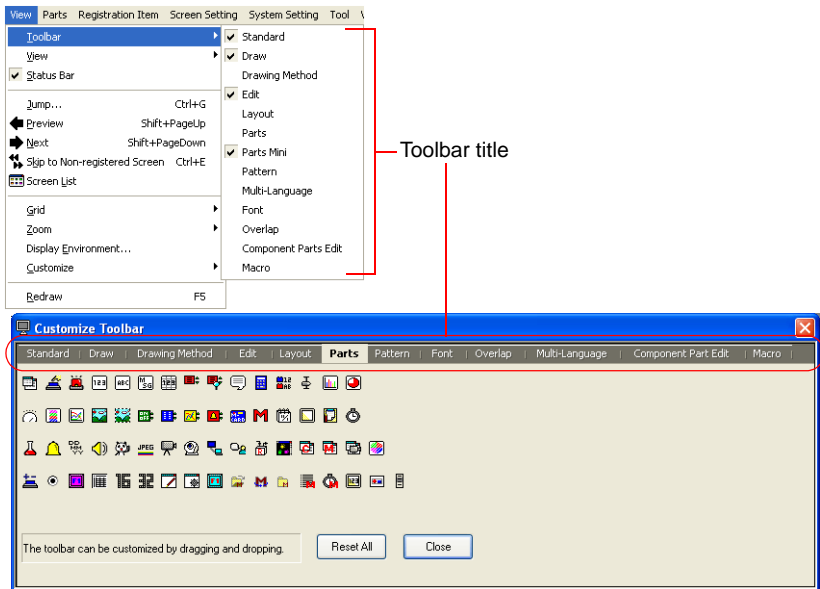 View Parts Registration Item Screen Setting System Setting Tool
Toolbar
View
Status Bar
Jump... Ctrl+G
Preview Shift+PageUp
Next Shift+PageDown
Skip to Non-registered Screen Ctrl+E
Screen List
Grid
Zoom
Display Environment...
Customize
Redraw F5
Standard
Draw
Drawing Method
Edit
Layout
Parts
Parts Mini
Pattern
Multi-Language
Font
Overlap
Component Parts Edit
Macro
Toolbar title
Customize Toolbar
Standard Draw Drawing Method Edit Layout Parts Pattern Font Overlap Multi-Language Component Part Edit Macro
The toolbar can be customized by dragging and dropping. Reset All Close